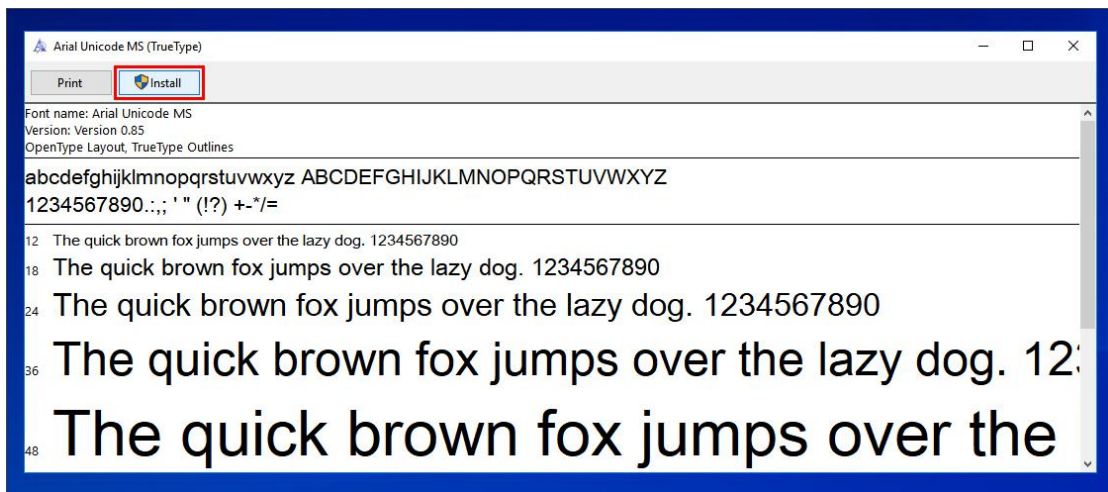 Arial Unicode MS (TrueType)
Print Install
Font name: Arial Unicode MS
Version: Version 0.85
OpenType Layout, TrueType Outlines
abcdefghijklmnopqrstuvwxyz ABCDEFGHIJKLMNOPQRSTUVWXYZ
1234567890.:,; ' " (!?) +-*/=
12 The quick brown fox jumps over the lazy dog. 1234567890
18 The quick brown fox jumps over the lazy dog. 1234567890
24 The quick brown fox jumps over the lazy dog. 1234567890
36 The quick brown fox jumps over the lazy dog. 12
48 The quick brown fox jumps over the